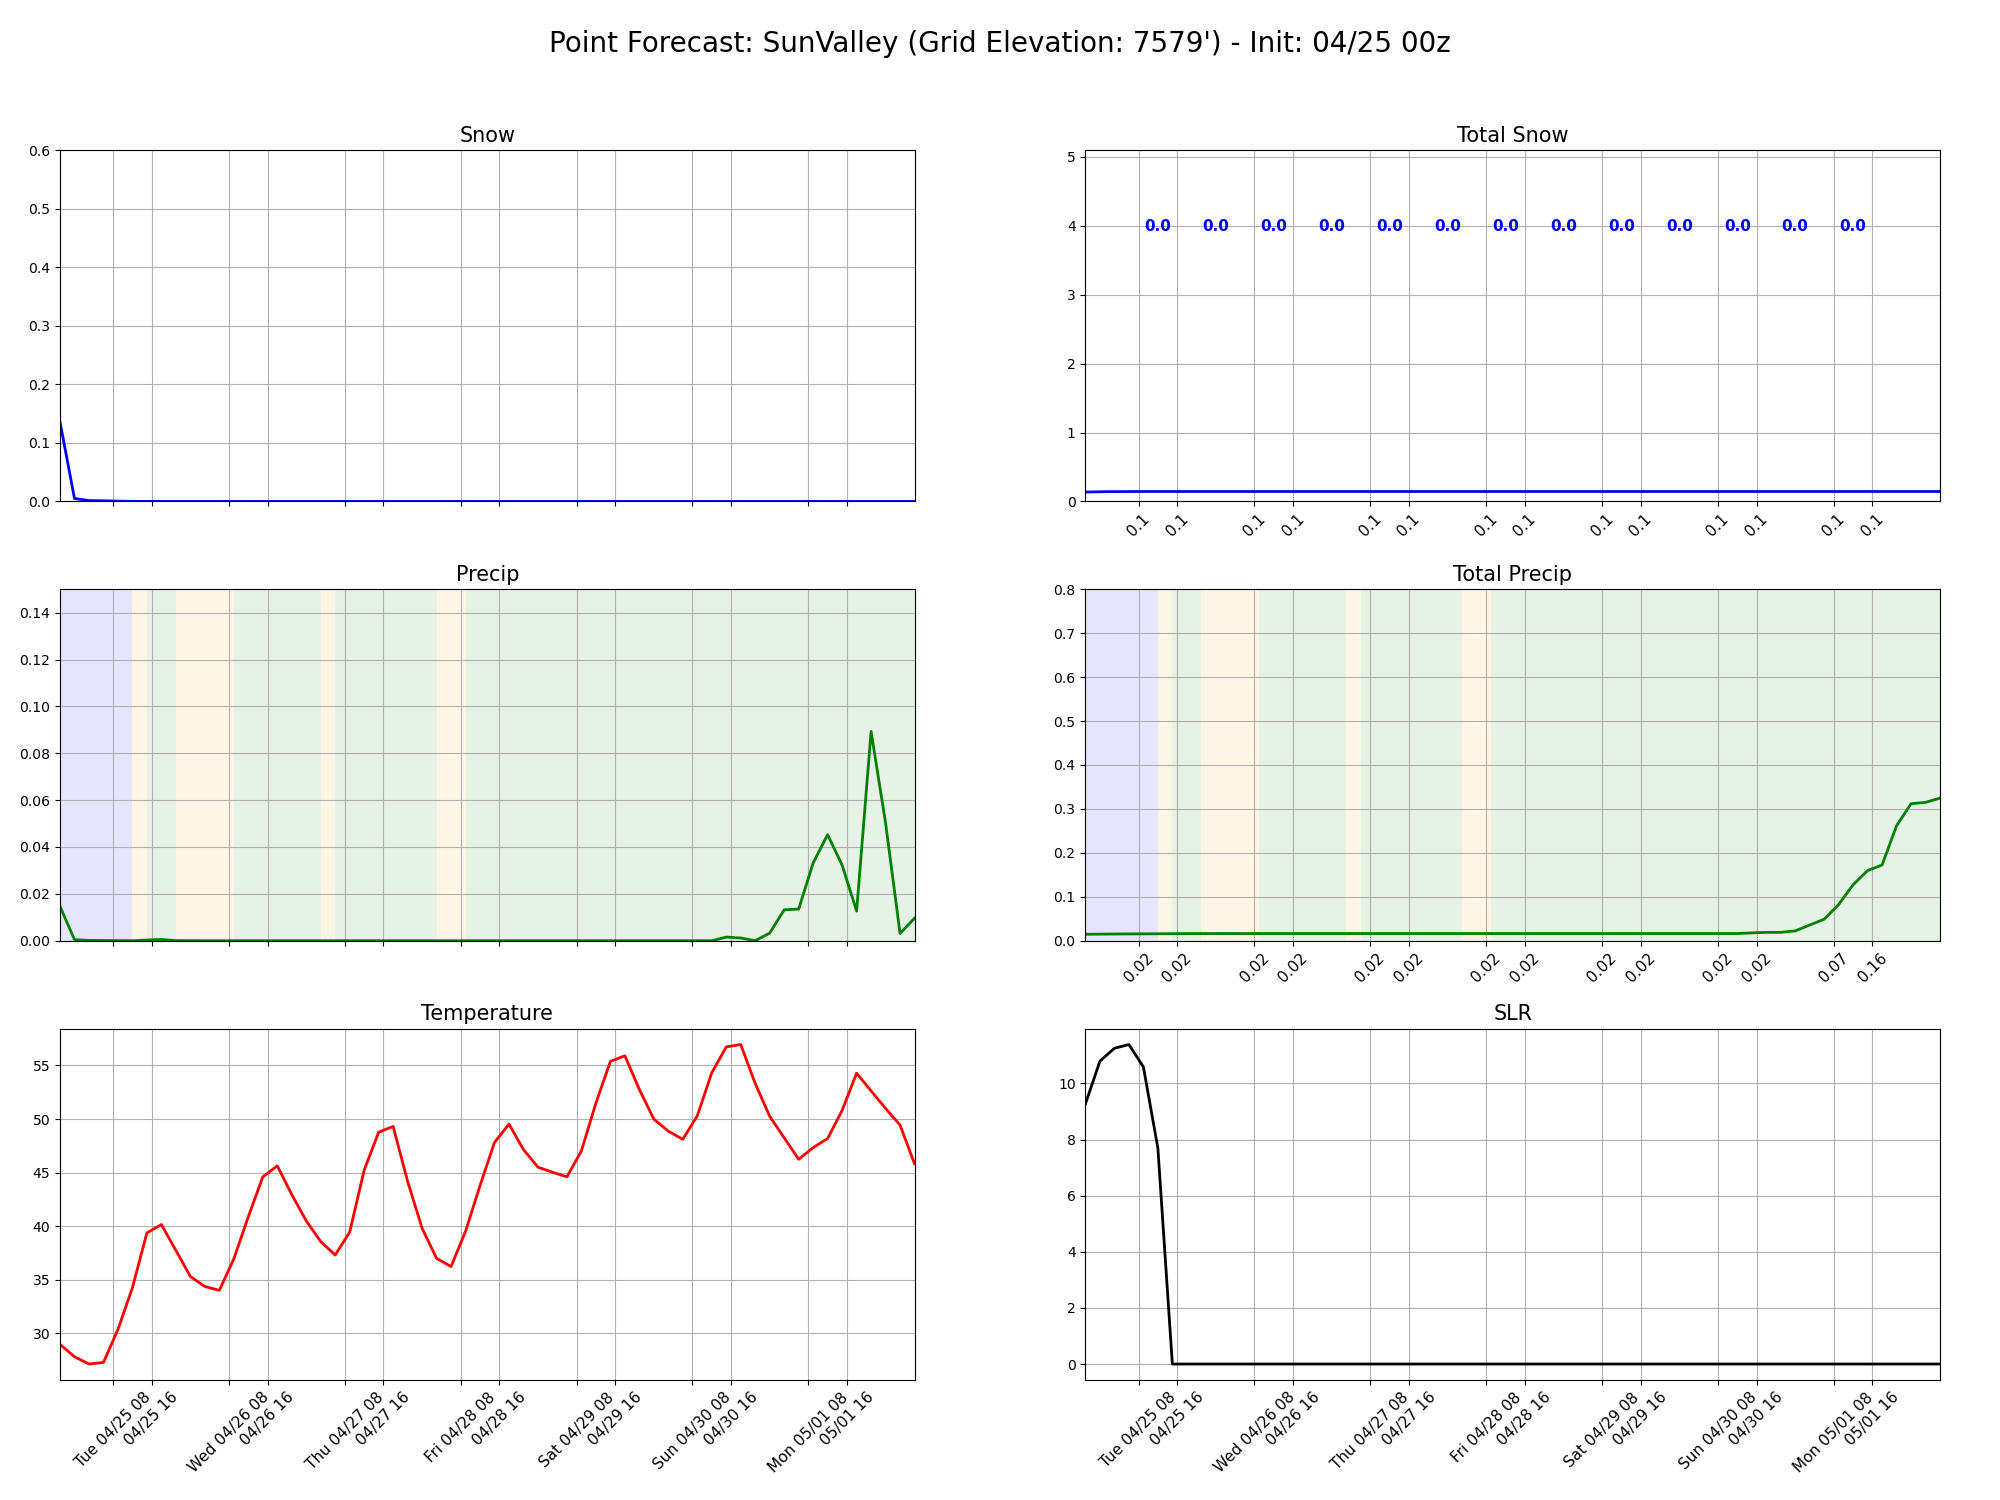 Point Forecast: SunValley (Grid Elevation: 7579') - Init: 04/25 00z
Snow
0.6
0.5
0.4
0.3
0.2
0.1
0.0
Total Snow
5
4
3
2
1
0
0.0 0.0 0.0 0.0 0.0 0.0 0.0 0.0 0.0 0.0 0.0 0.0 0.0
0.1 0.1 0.1 0.1 0.1 0.1 0.1 0.1 0.1 0.1 0.1 0.1 0.1 0.1
Precip
0.14
0.12
0.10
0.08
0.06
0.04
0.02
0.00
Total Precip
0.8
0.7
0.6
0.5
0.4
0.3
0.2
0.1
0.0
0.02 0.02 0.02 0.02 0.02 0.02 0.02 0.02 0.02 0.02 0.02 0.02 0.07 0.16
Temperature
55
50
45
40
35
30
Tue 04/25 08
04/25 16
Wed 04/26 08
04/26 16
Thu 04/27 08
04/27 16
Fri 04/28 08
04/28 16
Sat 04/29 08
04/29 16
Sun 04/30 08
04/30 16
Mon 05/01 08
05/01 16
SLR
10
8
6
4
2
0
Tue 04/25 08
04/25 16
Wed 04/26 08
04/26 16
Thu 04/27 08
04/27 16
Fri 04/28 08
04/28 16
Sat 04/29 08
04/29 16
Sun 04/30 08
04/30 16
Mon 05/01 08
05/01 16